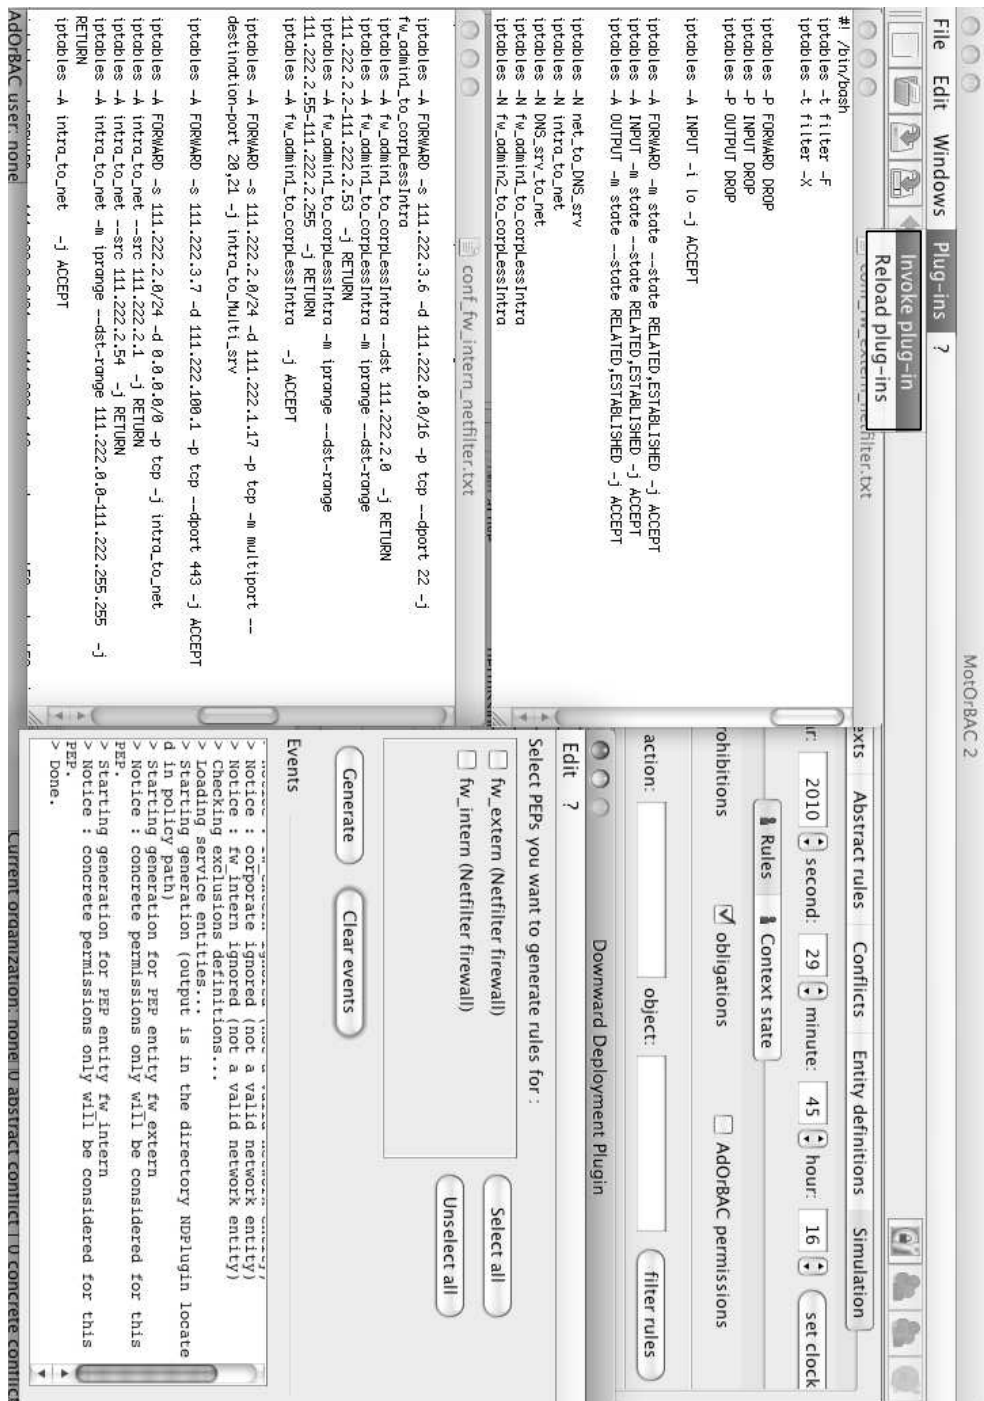 MotOrBAC 2
File Edit Windows Plug-ins ?
Invoke plug-in
Reload plug-ins
#! /bin/bash
iptables -t filter -F
iptables -t filter -X
iptables -P FORWARD DROP
iptables -P INPUT DROP
iptables -P OUTPUT DROP
iptables -A INPUT -i lo -j ACCEPT
iptables -A FORWARD -m state --state RELATED,ESTABLISHED -j ACCEPT
iptables -A INPUT -m state --state RELATED,ESTABLISHED -j ACCEPT
iptables -A OUTPUT -m state --state RELATED,ESTABLISHED -j ACCEPT
iptables -N net_to_DNS_srv
iptables -N intra_to_net
iptables -N DNS_srv_to_net
iptables -N fw_admin1_to_corpLessIntra
iptables -N fw_admin2_to_corpLessIntra
conf_fw_intern_netfilter.txt
iptables -A FORWARD -s 111.222.3.6 -d 111.222.0.0/16 -p tcp --dport 22 -j
fw_admin1_to_corpLessIntra
iptables -A fw_admin1_to_corpLessIntra --dst 111.222.2.0 -j RETURN
iptables -A fw_admin1_to_corpLessIntra -m iprange --dst-range
111.222.2.2-111.222.2.53 -j RETURN
iptables -A fw_admin1_to_corpLessIntra -m iprange --dst-range
111.222.2.55-111.222.2.255 -j RETURN
iptables -A fw_admin1_to_corpLessIntra -j ACCEPT
iptables -A FORWARD -s 111.222.2.0/24 -d 111.22.1.17 -p tcp -m multiport --
destination-port 20,21 -j intra_to_Multi_srv
iptables -A FORWARD -s 111.222.3.7 -d 111.222.100.1 -p tcp --dport 443 -j ACCEPT
iptables -A FORWARD -s 111.222.2.0/24 -d 0.0.0.0/0 -p tcp -j intra_to_net
iptables -A intra_to_net --src 111.222.2.1 -j RETURN
iptables -A intra_to_net --src 111.222.2.54 -j RETURN
iptables -A intra_to_net -m iprange --dst-range 111.222.0.0-111.222.255.255 -j
RETURN
iptables -A intra_to_net -j ACCEPT
AdOrBAC user: none
Abstract rules Conflicts Entity definitions Simulation
2010 second: 29 minute: 45 hour: 16 set clock
Rules Context state
obligations AdOrBAC permissions
action: object: filter rules
Downward Deployment Plugin
Edit ?
Select PEPs you want to generate rules for :
fw_extern (Netfilter firewall)
fw_intern (Netfilter firewall)
Select all
Unselect all
Generate Clear events
Events
> Notice : corporate ignored (not a valid network entity)
> Notice : fw_intern ignored (not a valid network entity)
> Checking exclusions definitions...
> Loading service entities...
> Starting generation (output is in the directory NDPlugin locate
d in policy path)
> Starting generation for PEP entity fw_extern
> Notice : concrete permissions only will be considered for this
PEP.
> Starting generation for PEP entity fw_intern
> Notice : concrete permissions only will be considered for this
PEP.
> Done.
Current organization: none| 0 abstract conflict | 0 concrete conflict